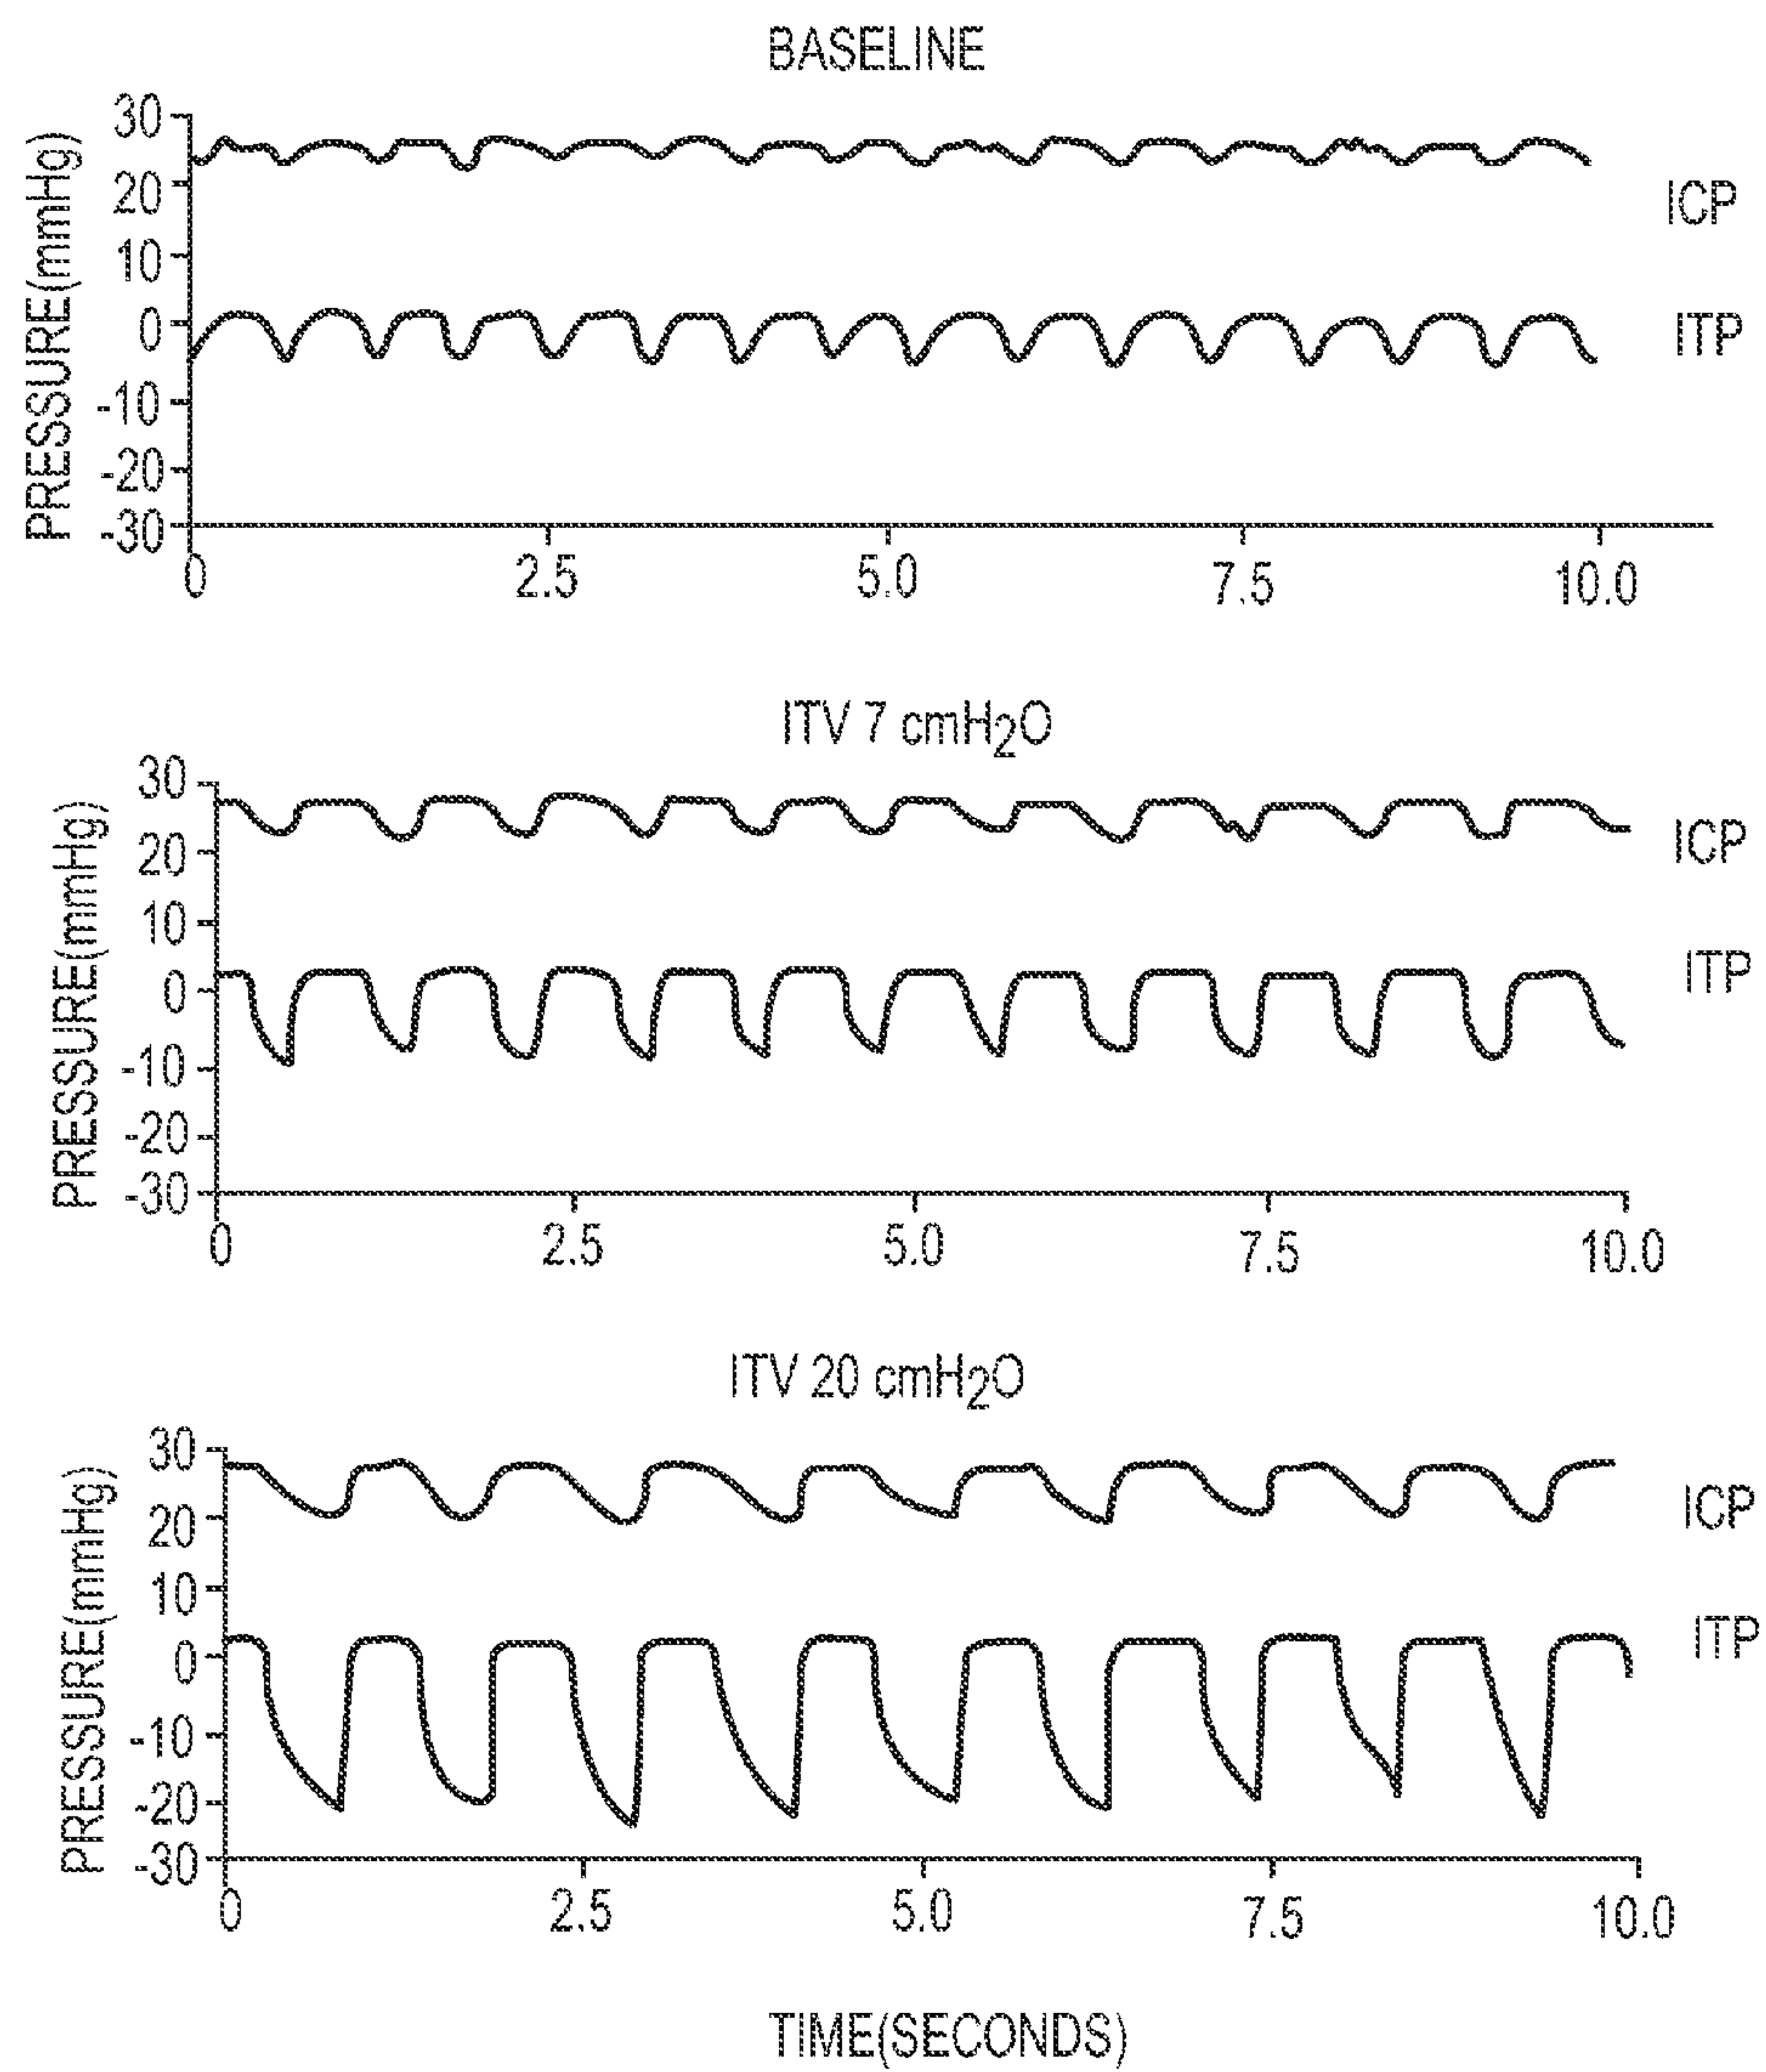 BASELINE
PRESSURE(mmHg)
30
20
10
0
-10
-20
-30
ICP
ITP
0 2.5 5.0 7.5 10.0
ITV 7 cmH2O
PRESSURE(mmHg)
30
20
10
0
-10
-20
-30
ICP
ITP
0 2.5 5.0 7.5 10.0
ITV 20 cmH2O
PRESSURE(mmHg)
30
20
10
0
-10
-20
-30
ICP
ITP
0 2.5 5.0 7.5 10.0
TIME(SECONDS)